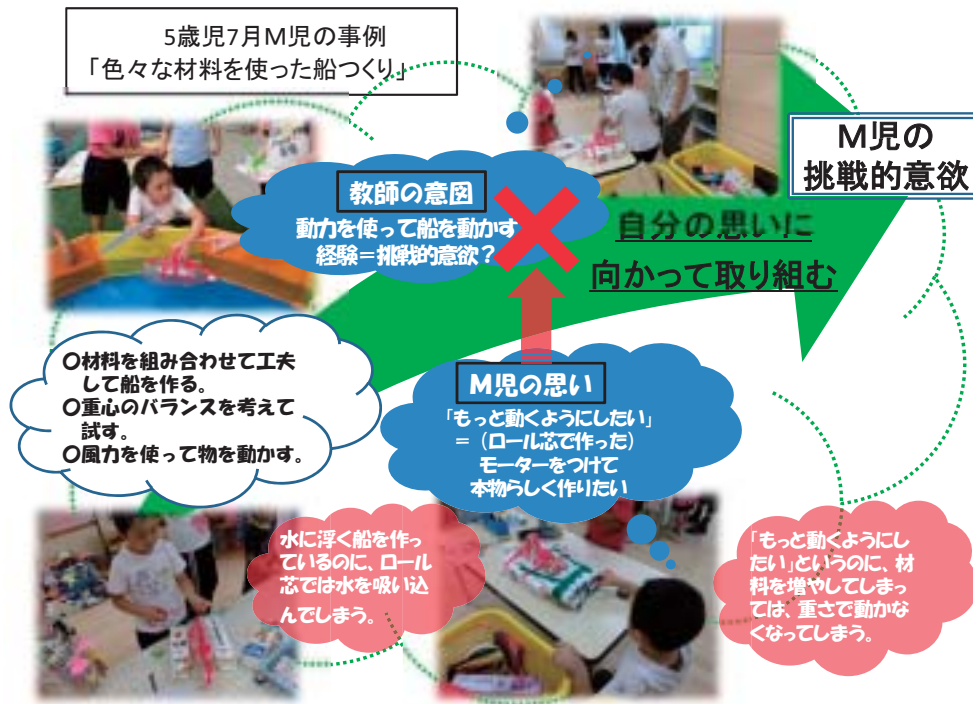 5歳児7月M児の事例
「色々な材料を使った船つくり」
M児の
挑戦的意欲
教師の意図
動力を使って船を動かす
経験＝挑戦的意欲？
自分の思いに
向かって取り組む
〇材料を組み合わせて工夫
して船を作る。
〇重心のバランスを考えて
試す。
〇風力を使って物を動かす。
M児の思い
「もっと動くようにしたい」
＝（ロール芯で作った）
モーターをつけて
本物らしく作りたい
水に浮く船を作っ
ているのに、ロール
芯では水を吸い込
んでしまう。
「もっと動くようにし
たい」というのに、材
料を増やしてしまっ
ては、重さで動かな
くなってしまう。